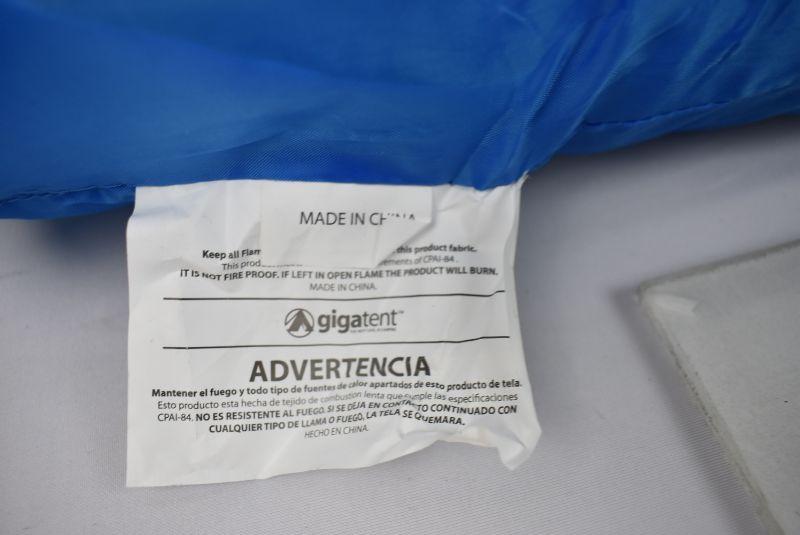 MADE IN CHINA
Keep all Flam this product fabric.
This prod ements of CPAI-84.
IT IS NOT FIRE PROOF. IF LEFT IN OPEN FLAME THE PRODUCT WILL BURN.
MADE IN CHINA.
gigatent™
ADVERTENCIA
Mantener el fuego y todo tipo de fuentes de calor apartados de esto producto de tela.
Esto producto esta hecha de tejido de combustion lenta que cumple las especificaciones
CPAI-84. NO ES RESISTENTE AL FUEGO. SI SE DEJA EN CONTACTO CONTINUADO CON
CUALQUIER TIPO DE LLAMA O FUEGO, LA TELA SE QUEMARA.
HECHO EN CHINA.